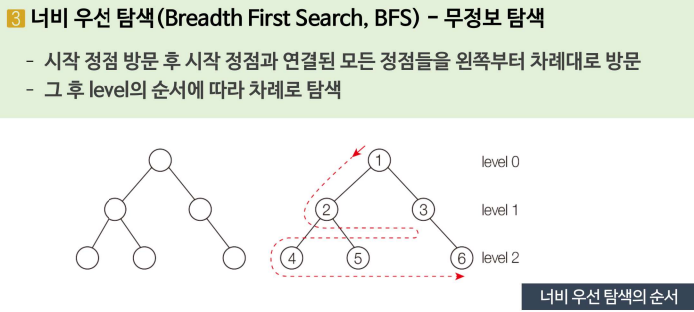 3 너비 우선 탐색(Breadth First Search, BFS) - 무정보 탐색
- 시작 정점 방문 후 시작 정점과 연결된 모든 정점들을 왼쪽부터 차례대로 방문
- 그 후 level의 순서에 따라 차례로 탐색
1 level 0
2 3 level 1
4 5 6 level 2
너비 우선 탐색의 순서